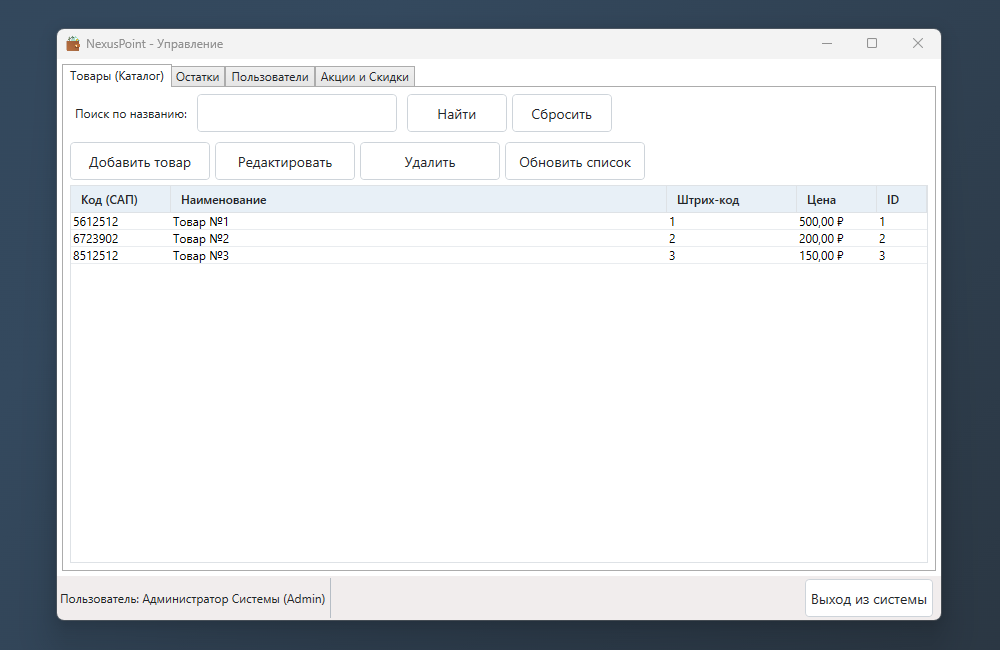 NexusPoint - Управление
Товары (Каталог) Остатки Пользователи Акции и Скидки
Поиск по названию: Найти Сбросить
Добавить товар Редактировать Удалить Обновить список
Код (САП) Наименование Штрих-код Цена ID
5612512 Товар №1 1 500,00 ₽ 1
6723902 Товар №2 2 200,00 ₽ 2
8512512 Товар №3 3 150,00 ₽ 3
Пользователь: Администратор Системы (Admin) Выход из системы